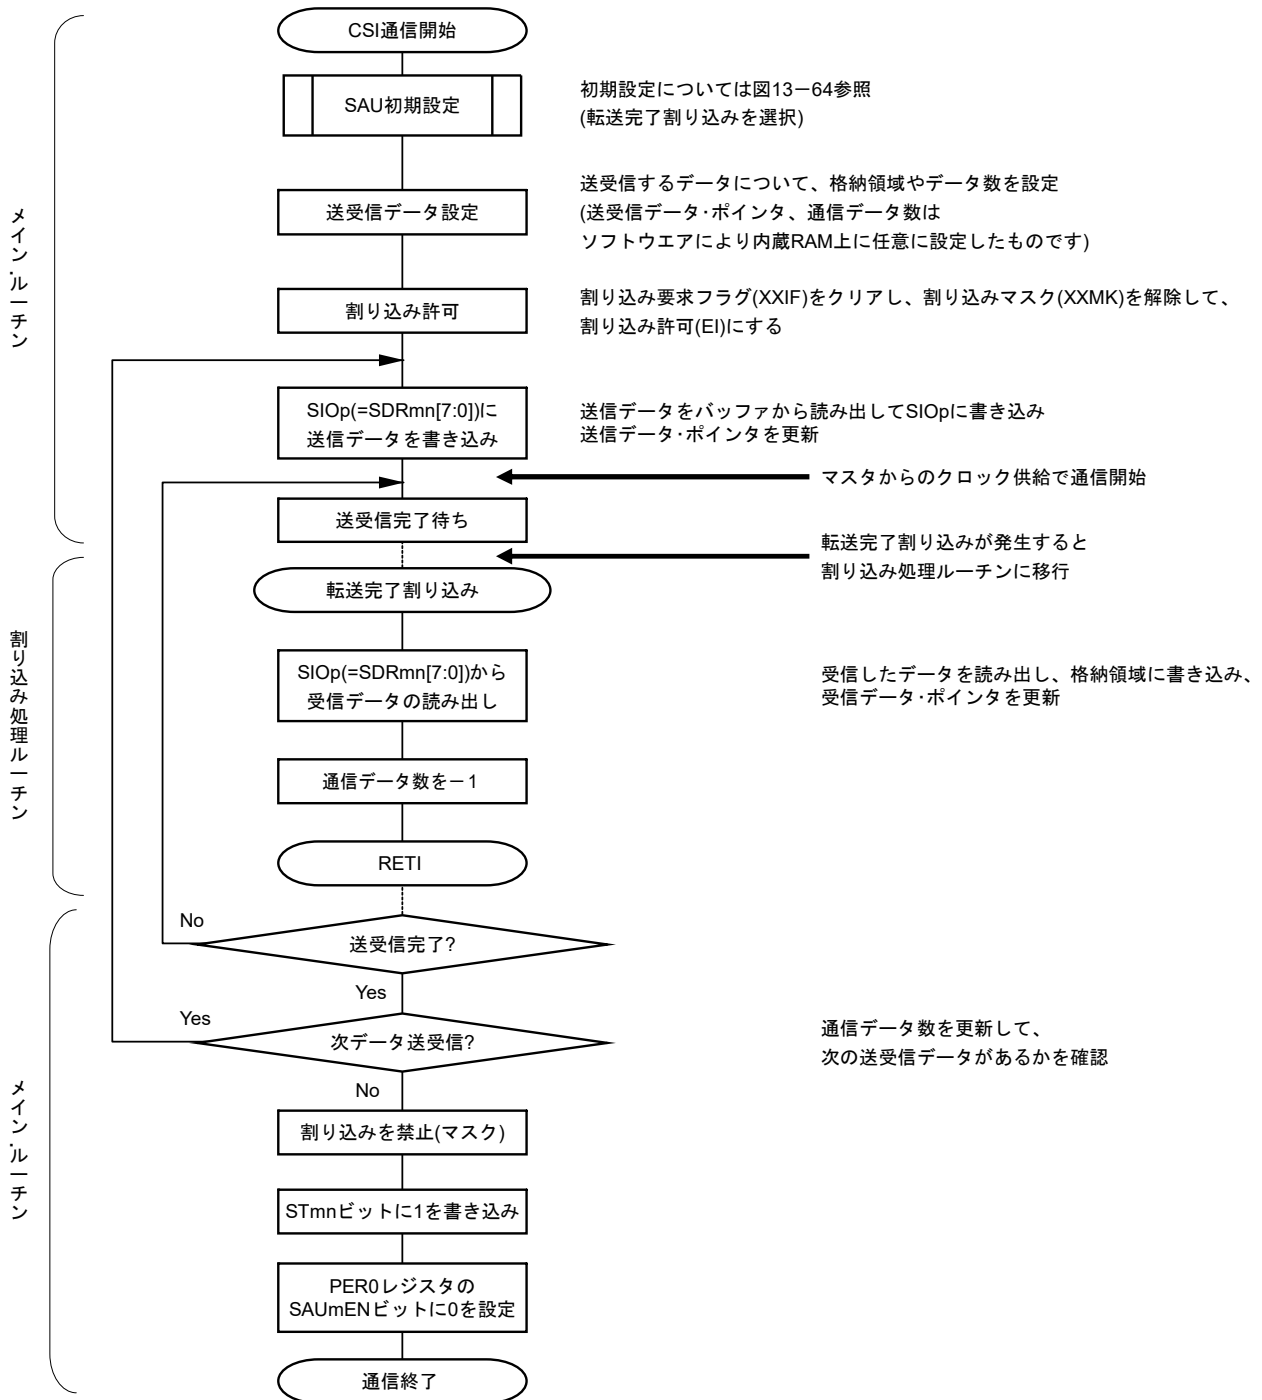 CSI通信開始
SAU初期設定
初期設定については図13－64参照
(転送完了割り込みを選択)
送受信データ設定
送受信するデータについて、格納領域やデータ数を設定
(送受信データ・ポインタ、通信データ数は
ソフトウエアにより内蔵RAM上に任意に設定したものです)
メイン・ルーチン
割り込み許可
割り込み要求フラグ(XXIF)をクリアし、割り込みマスク(XXMK)を解除して、
割り込み許可(EI)にする
SIOp(=SDRmn[7:0])に
送信データを書き込み
送信データをバッファから読み出してSIOpに書き込み
送信データ・ポインタを更新
マスタからのクロック供給で通信開始
送受信完了待ち
転送完了割り込みが発生すると
割り込み処理ルーチンに移行
転送完了割り込み
割り込み処理ルーチン
SIOp(=SDRmn[7:0])から
受信データの読み出し
受信したデータを読み出し、格納領域に書き込み、
受信データ・ポインタを更新
通信データ数を－1
RETI
No
送受信完了?
Yes
Yes
次データ送受信?
通信データ数を更新して、
次の送受信データがあるかを確認
No
メイン・ルーチン
割り込みを禁止(マスク)
STmnビットに1を書き込み
PER0レジスタの
SAUmENビットに0を設定
通信終了